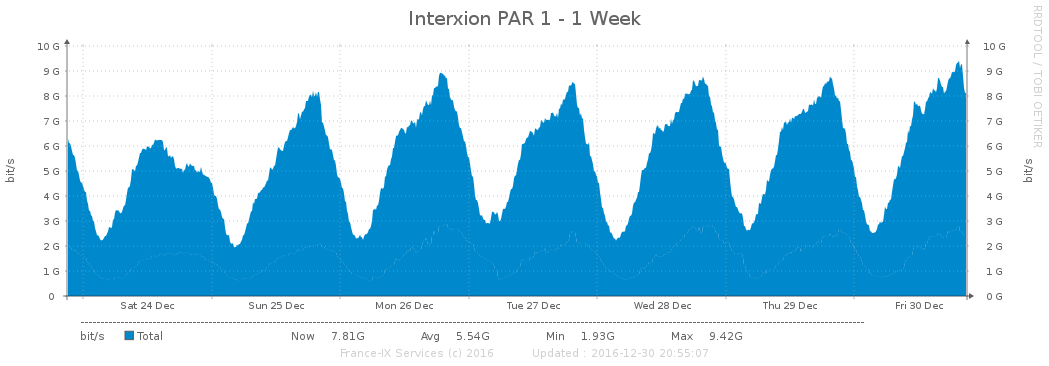 Interxion PAR 1 - 1 Week
RRDTOOL / TOBI OETIKER
10 G 10 G
9 G 9 G
8 G 8 G
7 G 7 G
6 G 6 G
5 G 5 G
4 G 4 G
3 G 3 G
2 G 2 G
1 G 1 G
0 0 G
bit/s
bit/s
Sat 24 Dec Sun 25 Dec Mon 26 Dec Tue 27 Dec Wed 28 Dec Thu 29 Dec Fri 30 Dec
bit/s Total Now 7.81G Avg 5.54G Min 1.93G Max 9.42G
France-IX Services (c) 2016 Updated : 2016-12-30 20:55:07